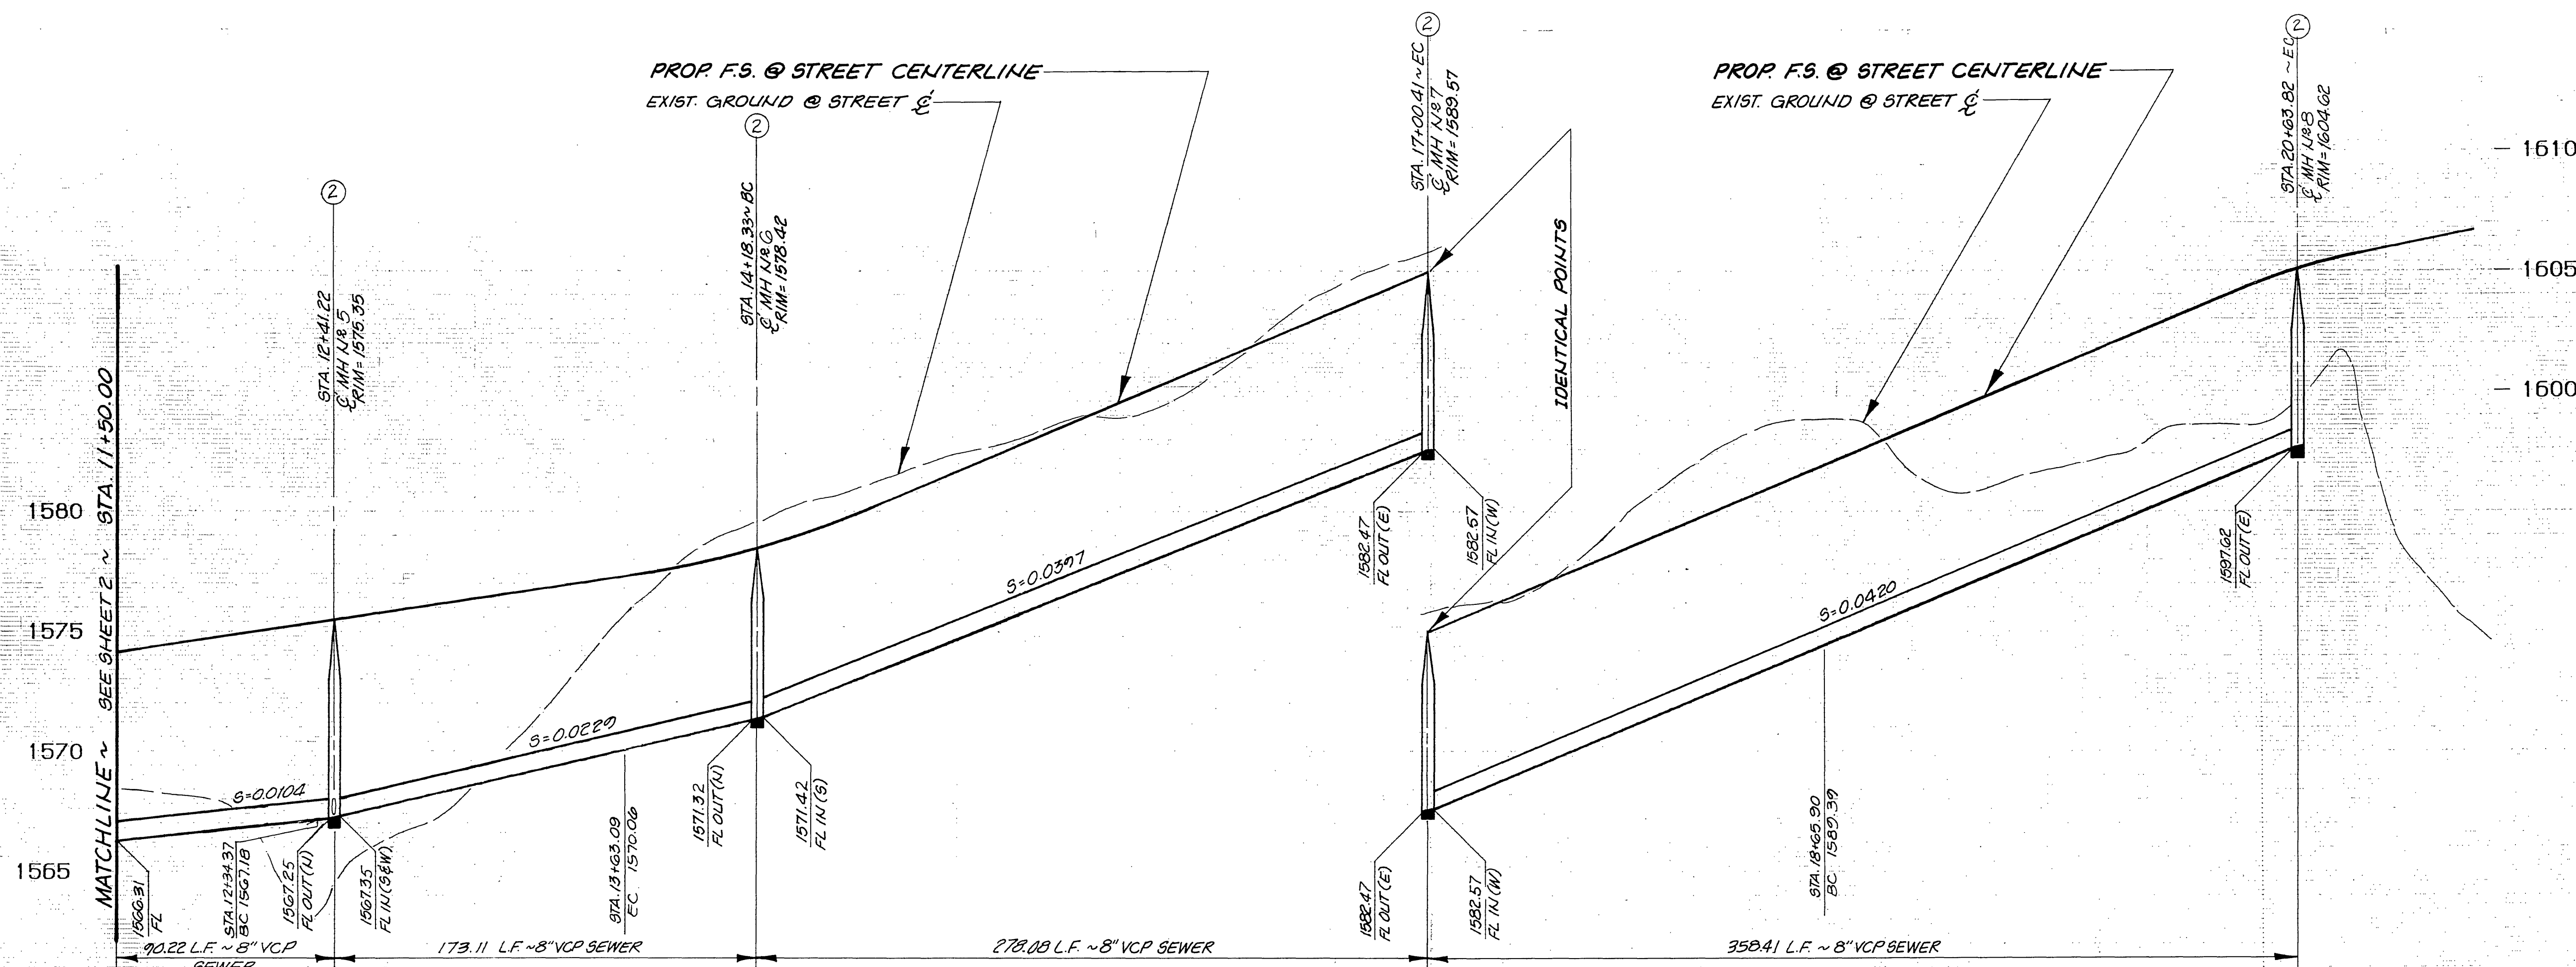 2
2
2
2
PROP. F.S. @ STREET CENTERLINE
EXIST. GROUND @ STREET ℄
PROP. F.S. @ STREET CENTERLINE
EXIST. GROUND @ STREET ℄
MATCHLINE ~ SEE SHEET 2 ~ STA. 11+50.00
STA. 12+41.22
℄ MH Nº 5
RIM=1575.35
STA. 14+18.33~BC
℄ MH Nº 6
RIM=1578.42
STA. 17+00.41~EC
℄ MH Nº 7
RIM=1589.57
IDENTICAL POINTS
STA. 20+63.82 ~EC
℄ MH Nº 8
RIM=1604.62
1610
1605
1600
1580
1575
1570
1565
S=0.0104
S=0.0229
S=0.0397
S=0.0420
1566.31
FL
STA. 12+34.37
BC 1567.18
1567.25
FL OUT(N)
1567.35
FL IN(S&W)
STA. 13+63.09
EC 1570.06
1571.32
FL OUT(N)
1571.42
FL IN(S)
1582.47
FL OUT(E)
1582.57
FL IN(W)
1582.47
FL OUT(E)
1582.57
FL IN(W)
STA. 18+65.90
BC 1589.39
1597.62
FL OUT(E)
90.22 L.F. ~ 8" VCP
SEWER
173.11 L.F. ~8" VCP SEWER
278.08 L.F. ~ 8" VCP SEWER
358.41 L.F. ~ 8" VCP SEWER